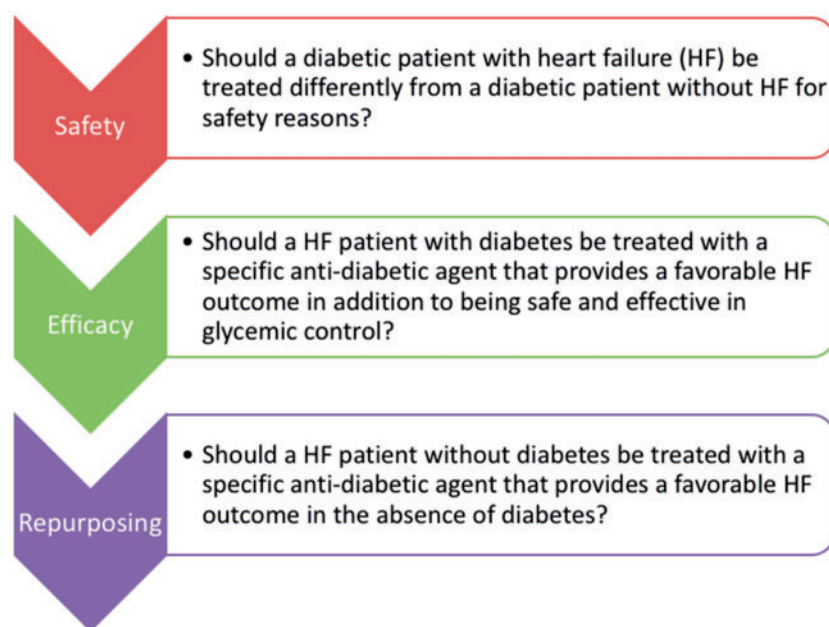 Safety
• Should a diabetic patient with heart failure (HF) be
treated differently from a diabetic patient without HF for
safety reasons?
Efficacy
• Should a HF patient with diabetes be treated with a
specific anti-diabetic agent that provides a favorable HF
outcome in addition to being safe and effective in
glycemic control?
Repurposing
• Should a HF patient without diabetes be treated with a
specific anti-diabetic agent that provides a favorable HF
outcome in the absence of diabetes?